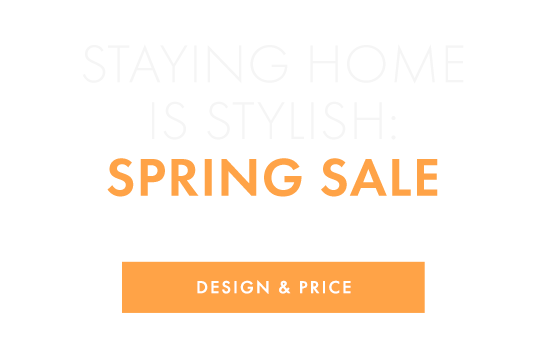 STAYING HOME
IS STYLISH:
SPRING SALE
DESIGN & PRICE